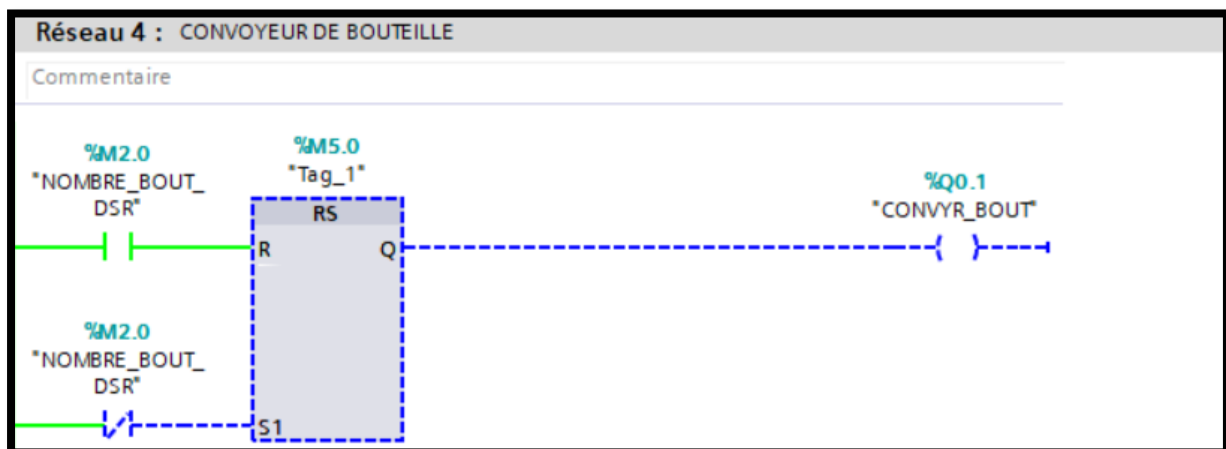 Réseau 4 : CONVOYEUR DE BOUTEILLE
Commentaire
%M2.0
"NOMBRE_BOUT_
DSR"
%M5.0
"Tag_1"
RS
R
Q
%Q0.1
"CONVYR_BOUT"
%M2.0
"NOMBRE_BOUT_
DSR"
S1